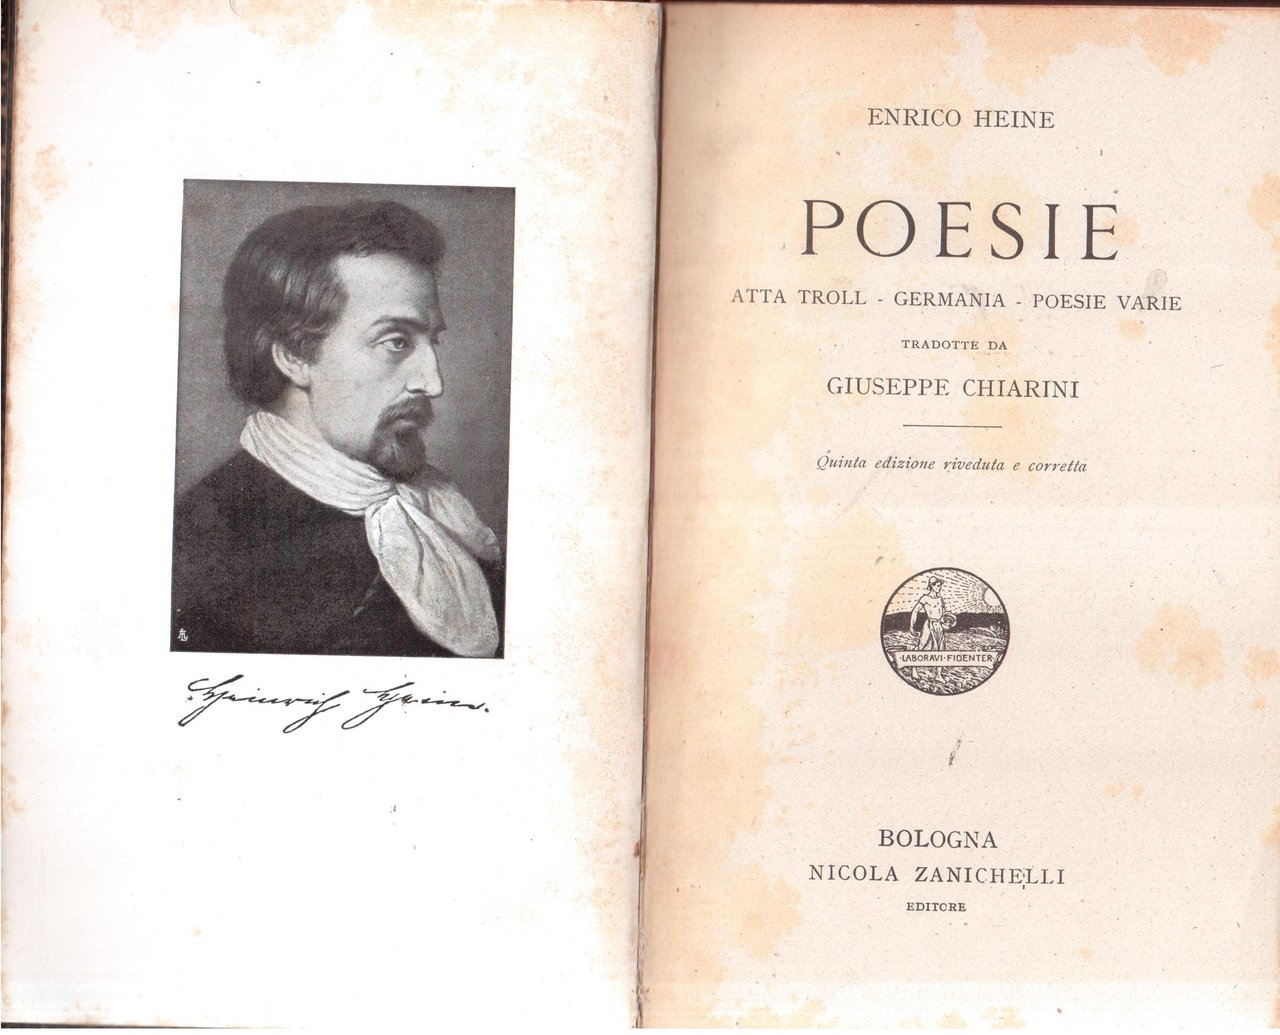 Heinrich Heine.
ENRICO HEINE
POESIE
ATTA TROLL - GERMANIA - POESIE VARIE
TRADOTTE DA
GIUSEPPE CHIARINI
Quinta edizione riveduta e corretta
·LABORAVI·FIDENTER·
BOLOGNA
NICOLA ZANICHELLI
EDITORE